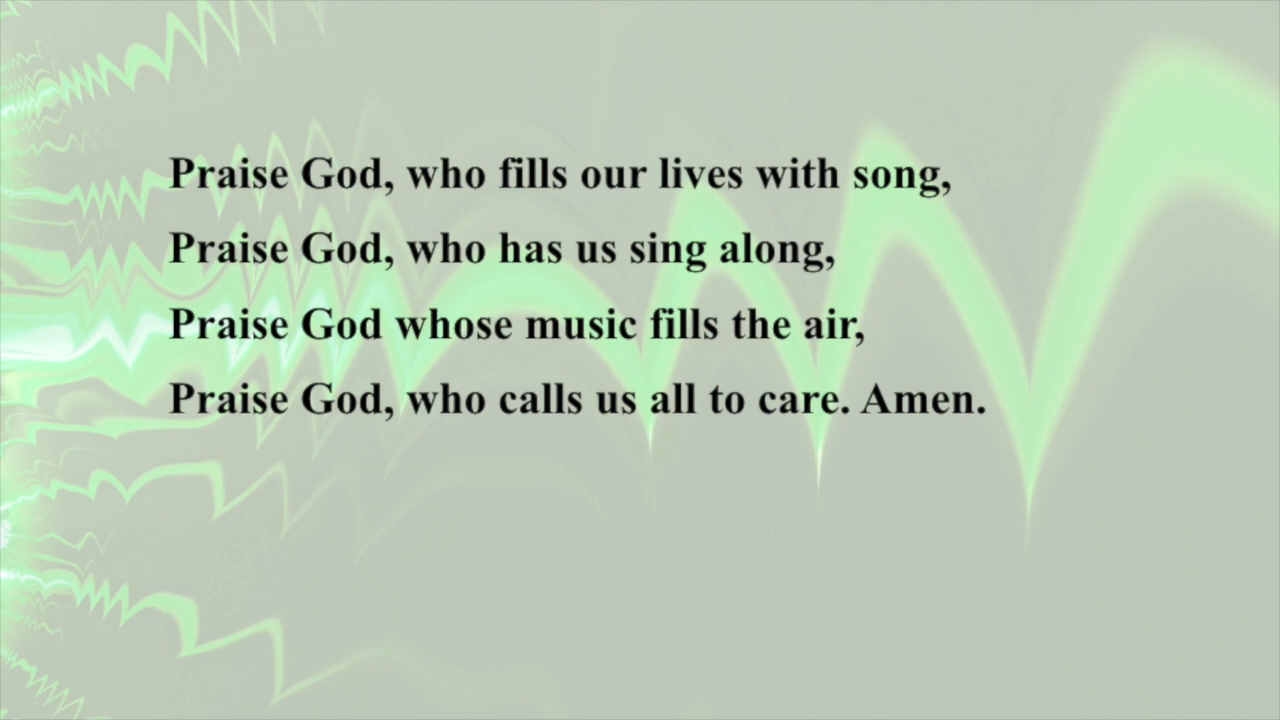 Praise God, who fills our lives with song,
Praise God, who has us sing along,
Praise God whose music fills the air,
Praise God, who calls us all to care. Amen.